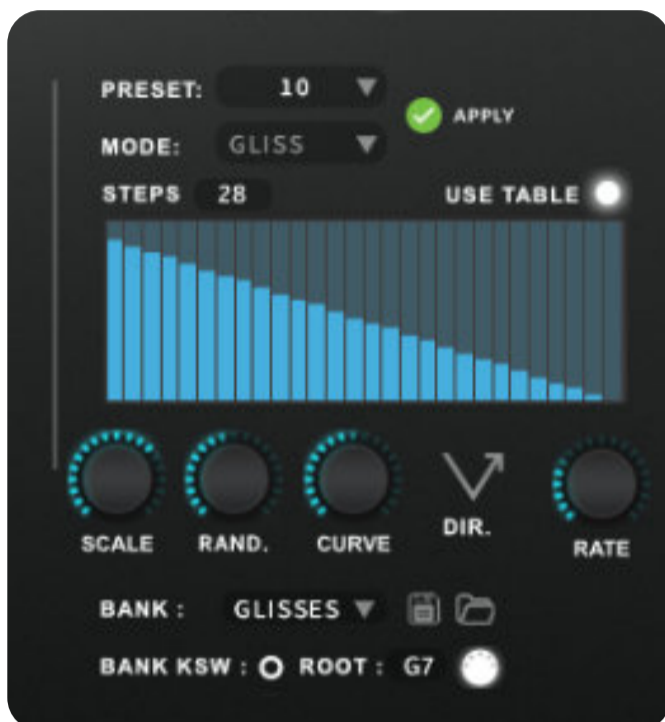 PRESET: 10
APPLY
MODE: GLISS
STEPS 28 USE TABLE
SCALE RAND. CURVE DIR. RATE
BANK : GLISSES
BANK KSW : ROOT : G7